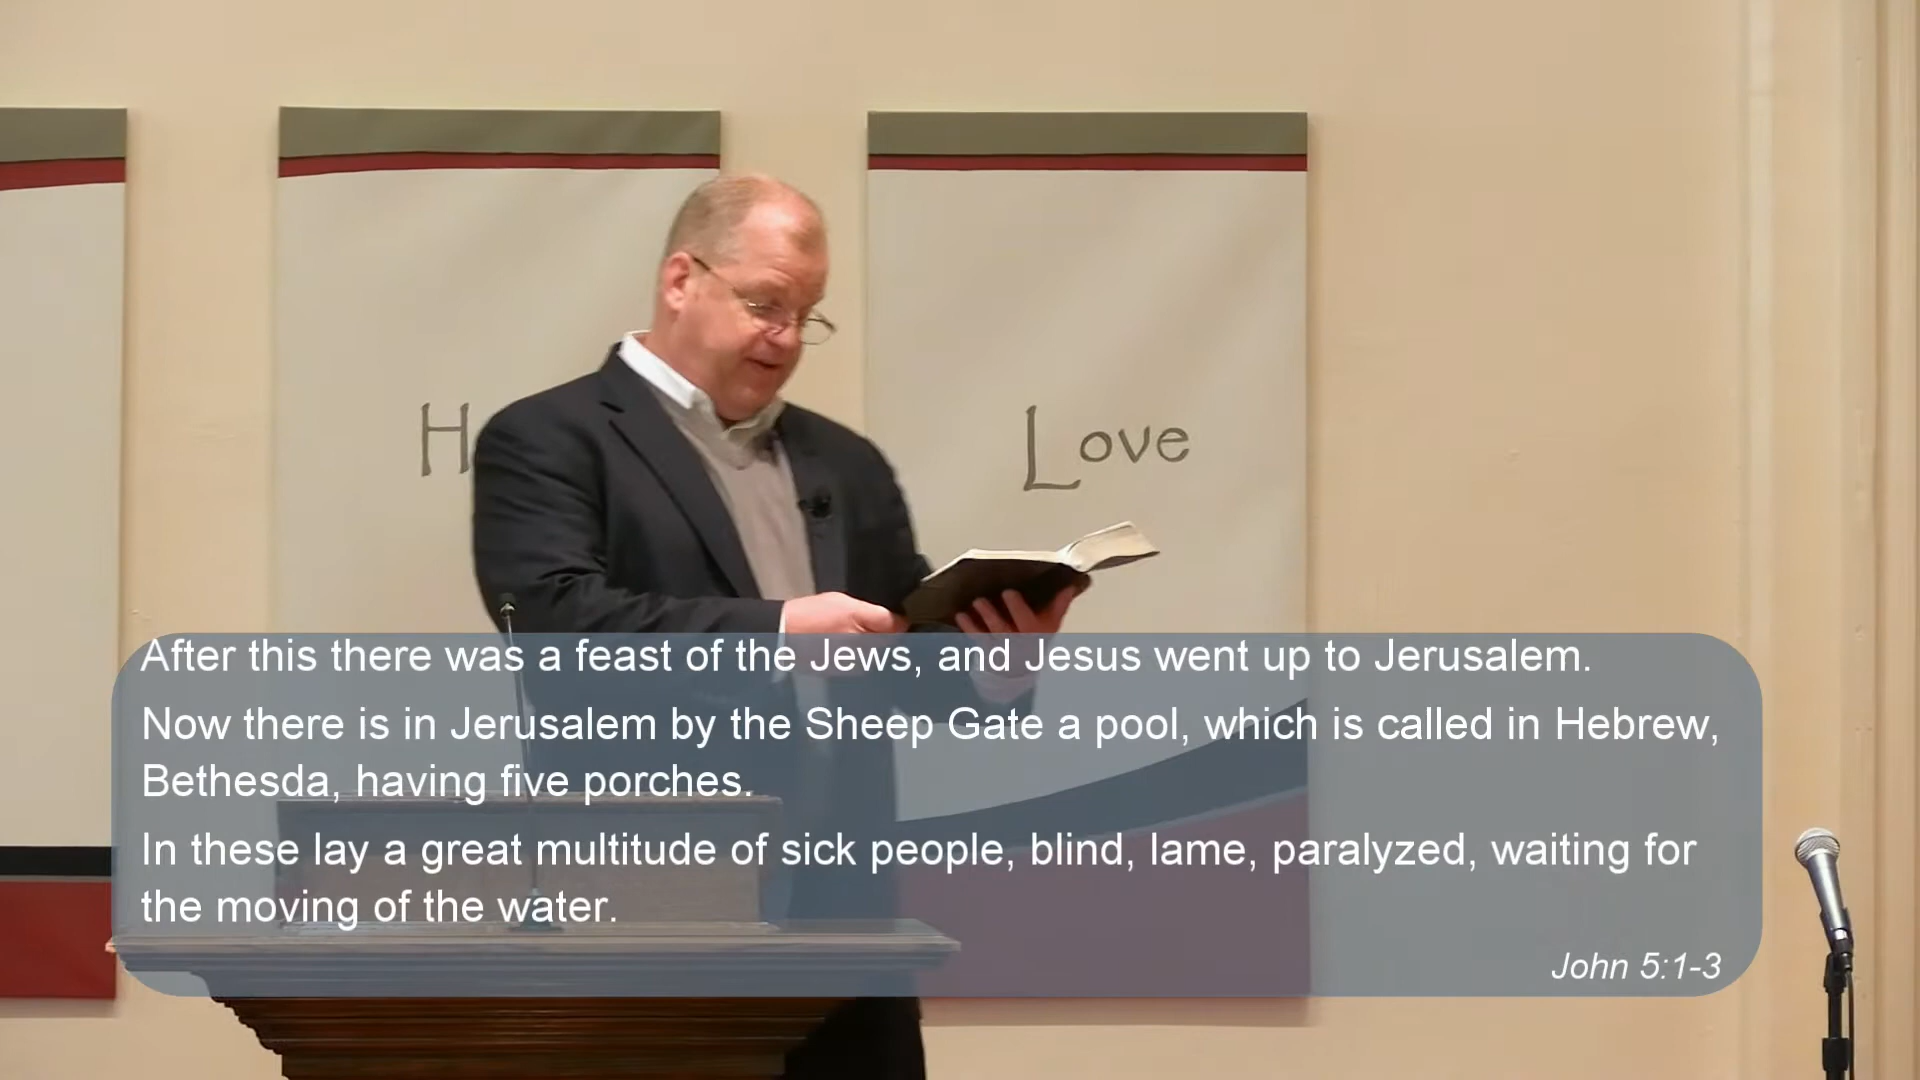 H
Love
After this there was a feast of the Jews, and Jesus went up to Jerusalem.
Now there is in Jerusalem by the Sheep Gate a pool, which is called in Hebrew,
Bethesda, having five porches.
In these lay a great multitude of sick people, blind, lame, paralyzed, waiting for
the moving of the water.
John 5:1-3